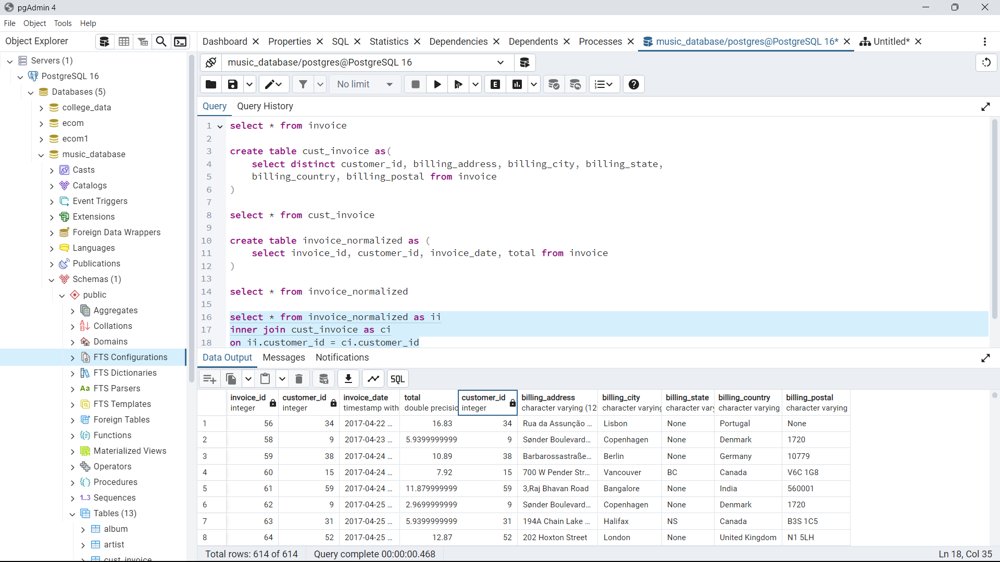 pgAdmin 4
File Object Tools Help
Object Explorer
Dashboard Properties SQL Statistics Dependencies Dependents Processes music_database/postgres@PostgreSQL 16* Untitled*
Servers (1)
PostgreSQL 16
Databases (5)
college_data
ecom
ecom1
music_database
Casts
Catalogs
Event Triggers
Extensions
Foreign Data Wrappers
Languages
Publications
Schemas (1)
public
Aggregates
Collations
Domains
FTS Configurations
FTS Dictionaries
Aa FTS Parsers
FTS Templates
Foreign Tables
Functions
Materialized Views
Operators
Procedures
1..3 Sequences
Tables (13)
album
artist
cust_invoice
music_database/postgres@PostgreSQL 16
No limit E
Query Query History
1 select * from invoice
2
3 create table cust_invoice as(
4 select distinct customer_id, billing_address, billing_city, billing_state,
5 billing_country, billing_postal from invoice
6 )
7
8 select * from cust_invoice
9
10 create table invoice_normalized as (
11 select invoice_id, customer_id, invoice_date, total from invoice
12 )
13
14 select * from invoice_normalized
15
16 select * from invoice_normalized as ii
17 inner join cust_invoice as ci
18 on ii.customer_id = ci.customer_id
Data Output Messages Notifications
SQL
invoice_id customer_id invoice_date total customer_id billing_address billing_city billing_state billing_country billing_postal
integer integer timestamp with double precisio integer character varying (12 character varying character var character varying character varying
1 56 34 2017-04-22 ... 16.83 34 Rua da Assunção ... Lisbon None Portugal None
2 58 9 2017-04-23 ... 5.9399999999 9 Sønder Boulevard... Copenhagen None Denmark 1720
3 59 38 2017-04-24 ... 10.89 38 Barbarossastraße... Berlin None Germany 10779
4 60 15 2017-04-24 ... 7.92 15 700 W Pender Str... Vancouver BC Canada V6C 1G8
5 61 59 2017-04-24 ... 11.879999999 59 3,Raj Bhavan Road Bangalore None India 560001
6 62 9 2017-04-25 ... 2.9699999999 9 Sønder Boulevard... Copenhagen None Denmark 1720
7 63 31 2017-04-25 ... 5.9399999999 31 194A Chain Lake ... Halifax NS Canada B3S 1C5
8 64 52 2017-04-25 ... 12.87 52 202 Hoxton Street London None United Kingdom N1 5LH
Total rows: 614 of 614 Query complete 00:00:00.468 Ln 18, Col 35